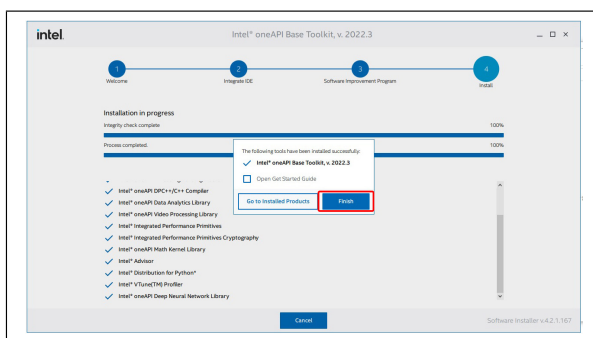 intel.
Intel® oneAPI Base Toolkit, v. 2022.3
1
2
3
4
Welcome
Integrate IDE
Software Improvement Program
Install
Installation in progress
Integrity check complete
100%
Process completed.
100%
The following tools have been installed successfully:
Intel® oneAPI Base Toolkit, v. 2022.3
Open Get Started Guide
Go to Installed Products
Finish
Intel® oneAPI DPC++/C++ Compiler
Intel® oneAPI Data Analytics Library
Intel® oneAPI Video Processing Library
Intel® Integrated Performance Primitives
Intel® Integrated Performance Primitives Cryptography
Intel® oneAPI Math Kernel Library
Intel® Advisor
Intel® Distribution for Python*
Intel® VTune(TM) Profiler
Intel® oneAPI Deep Neural Network Library
Cancel
Software Installer v.4.2.1.167